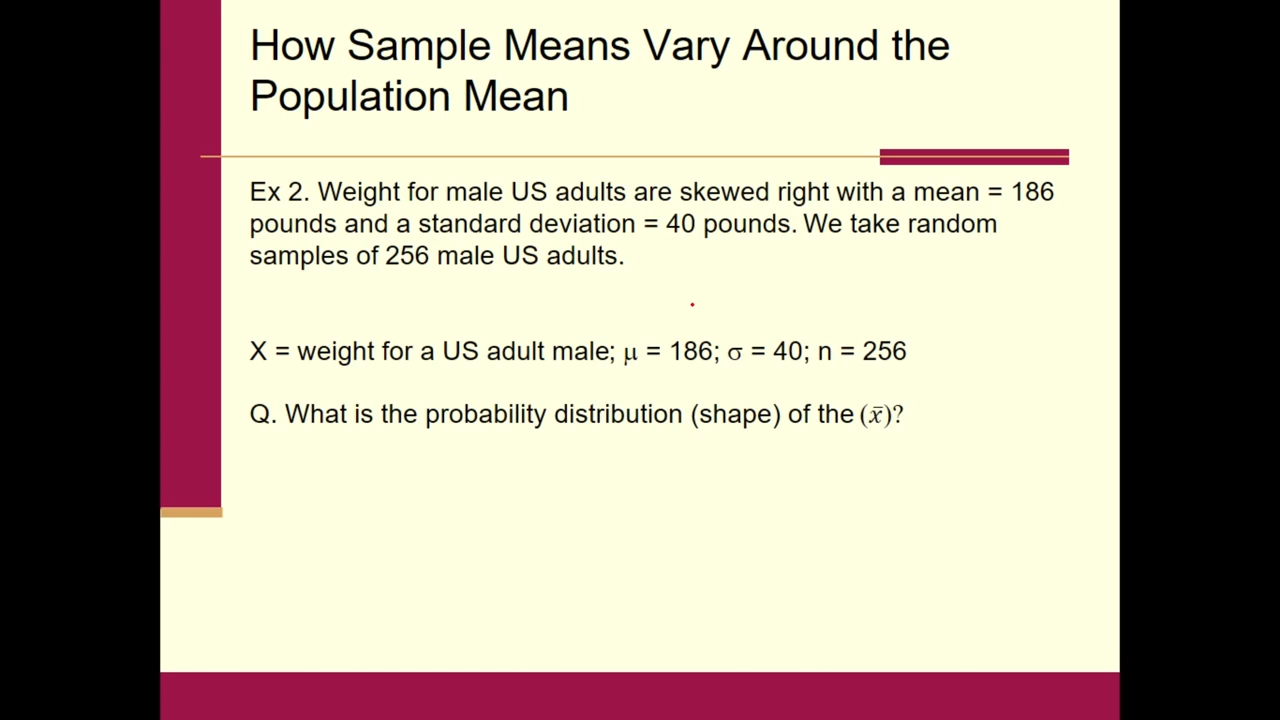 How Sample Means Vary Around the
Population Mean
Ex 2. Weight for male US adults are skewed right with a mean = 186
pounds and a standard deviation = 40 pounds. We take random
samples of 256 male US adults.
X = weight for a US adult male; μ = 186; σ = 40; n = 256
Q. What is the probability distribution (shape) of the (x̄)?